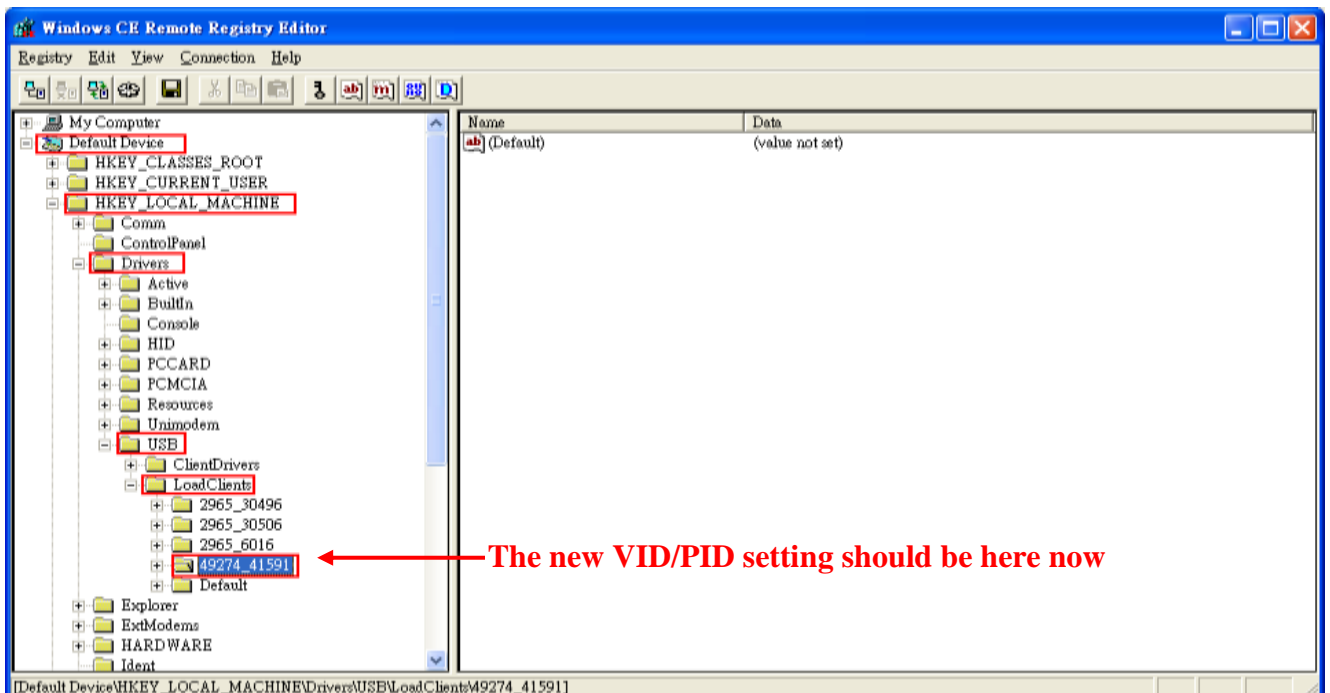 Windows CE Remote Registry Editor
Registry Edit View Connection Help
My Computer
Default Device
HKEY_CLASSES_ROOT
HKEY_CURRENT_USER
HKEY_LOCAL_MACHINE
Comm
ControlPanel
Drivers
Active
BuiltIn
Console
HID
PCCARD
PCMCIA
Resources
Unimodem
USB
ClientDrivers
LoadClients
2965_30496
2965_30506
2965_6016
49274_41591
Default
Explorer
ExtModems
HARDWARE
Ident
Name Data
ab (Default) (value not set)
The new VID/PID setting should be here now
[Default Device\HKEY_LOCAL_MACHINE\Drivers\USB\LoadClients\49274_41591]